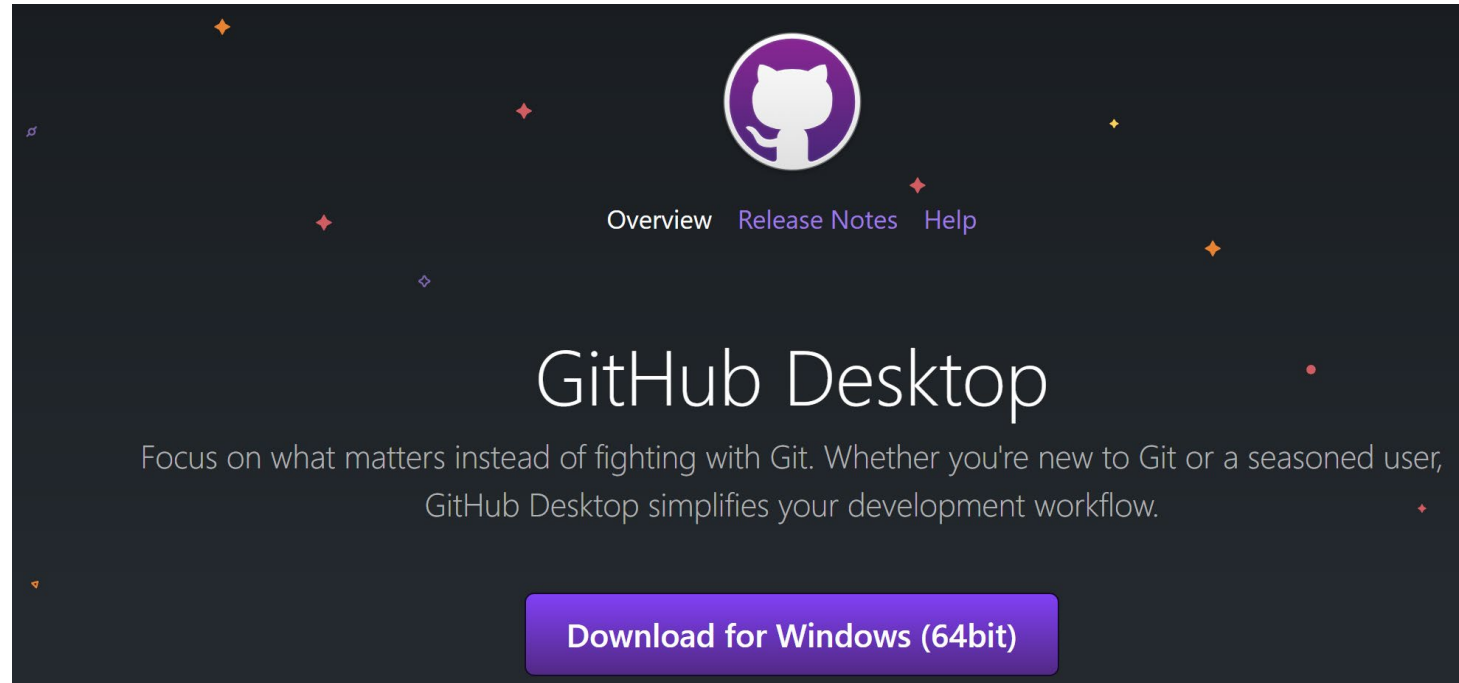 Overview Release Notes Help
GitHub Desktop
Focus on what matters instead of fighting with Git. Whether you're new to Git or a seasoned user,
GitHub Desktop simplifies your development workflow.
Download for Windows (64bit)